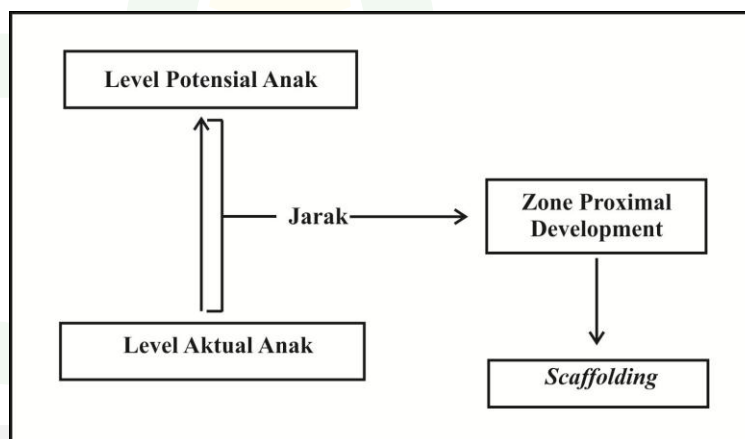 Level Potensial Anak
Jarak
Zone Proximal
Development
Level Aktual Anak
Scaffolding